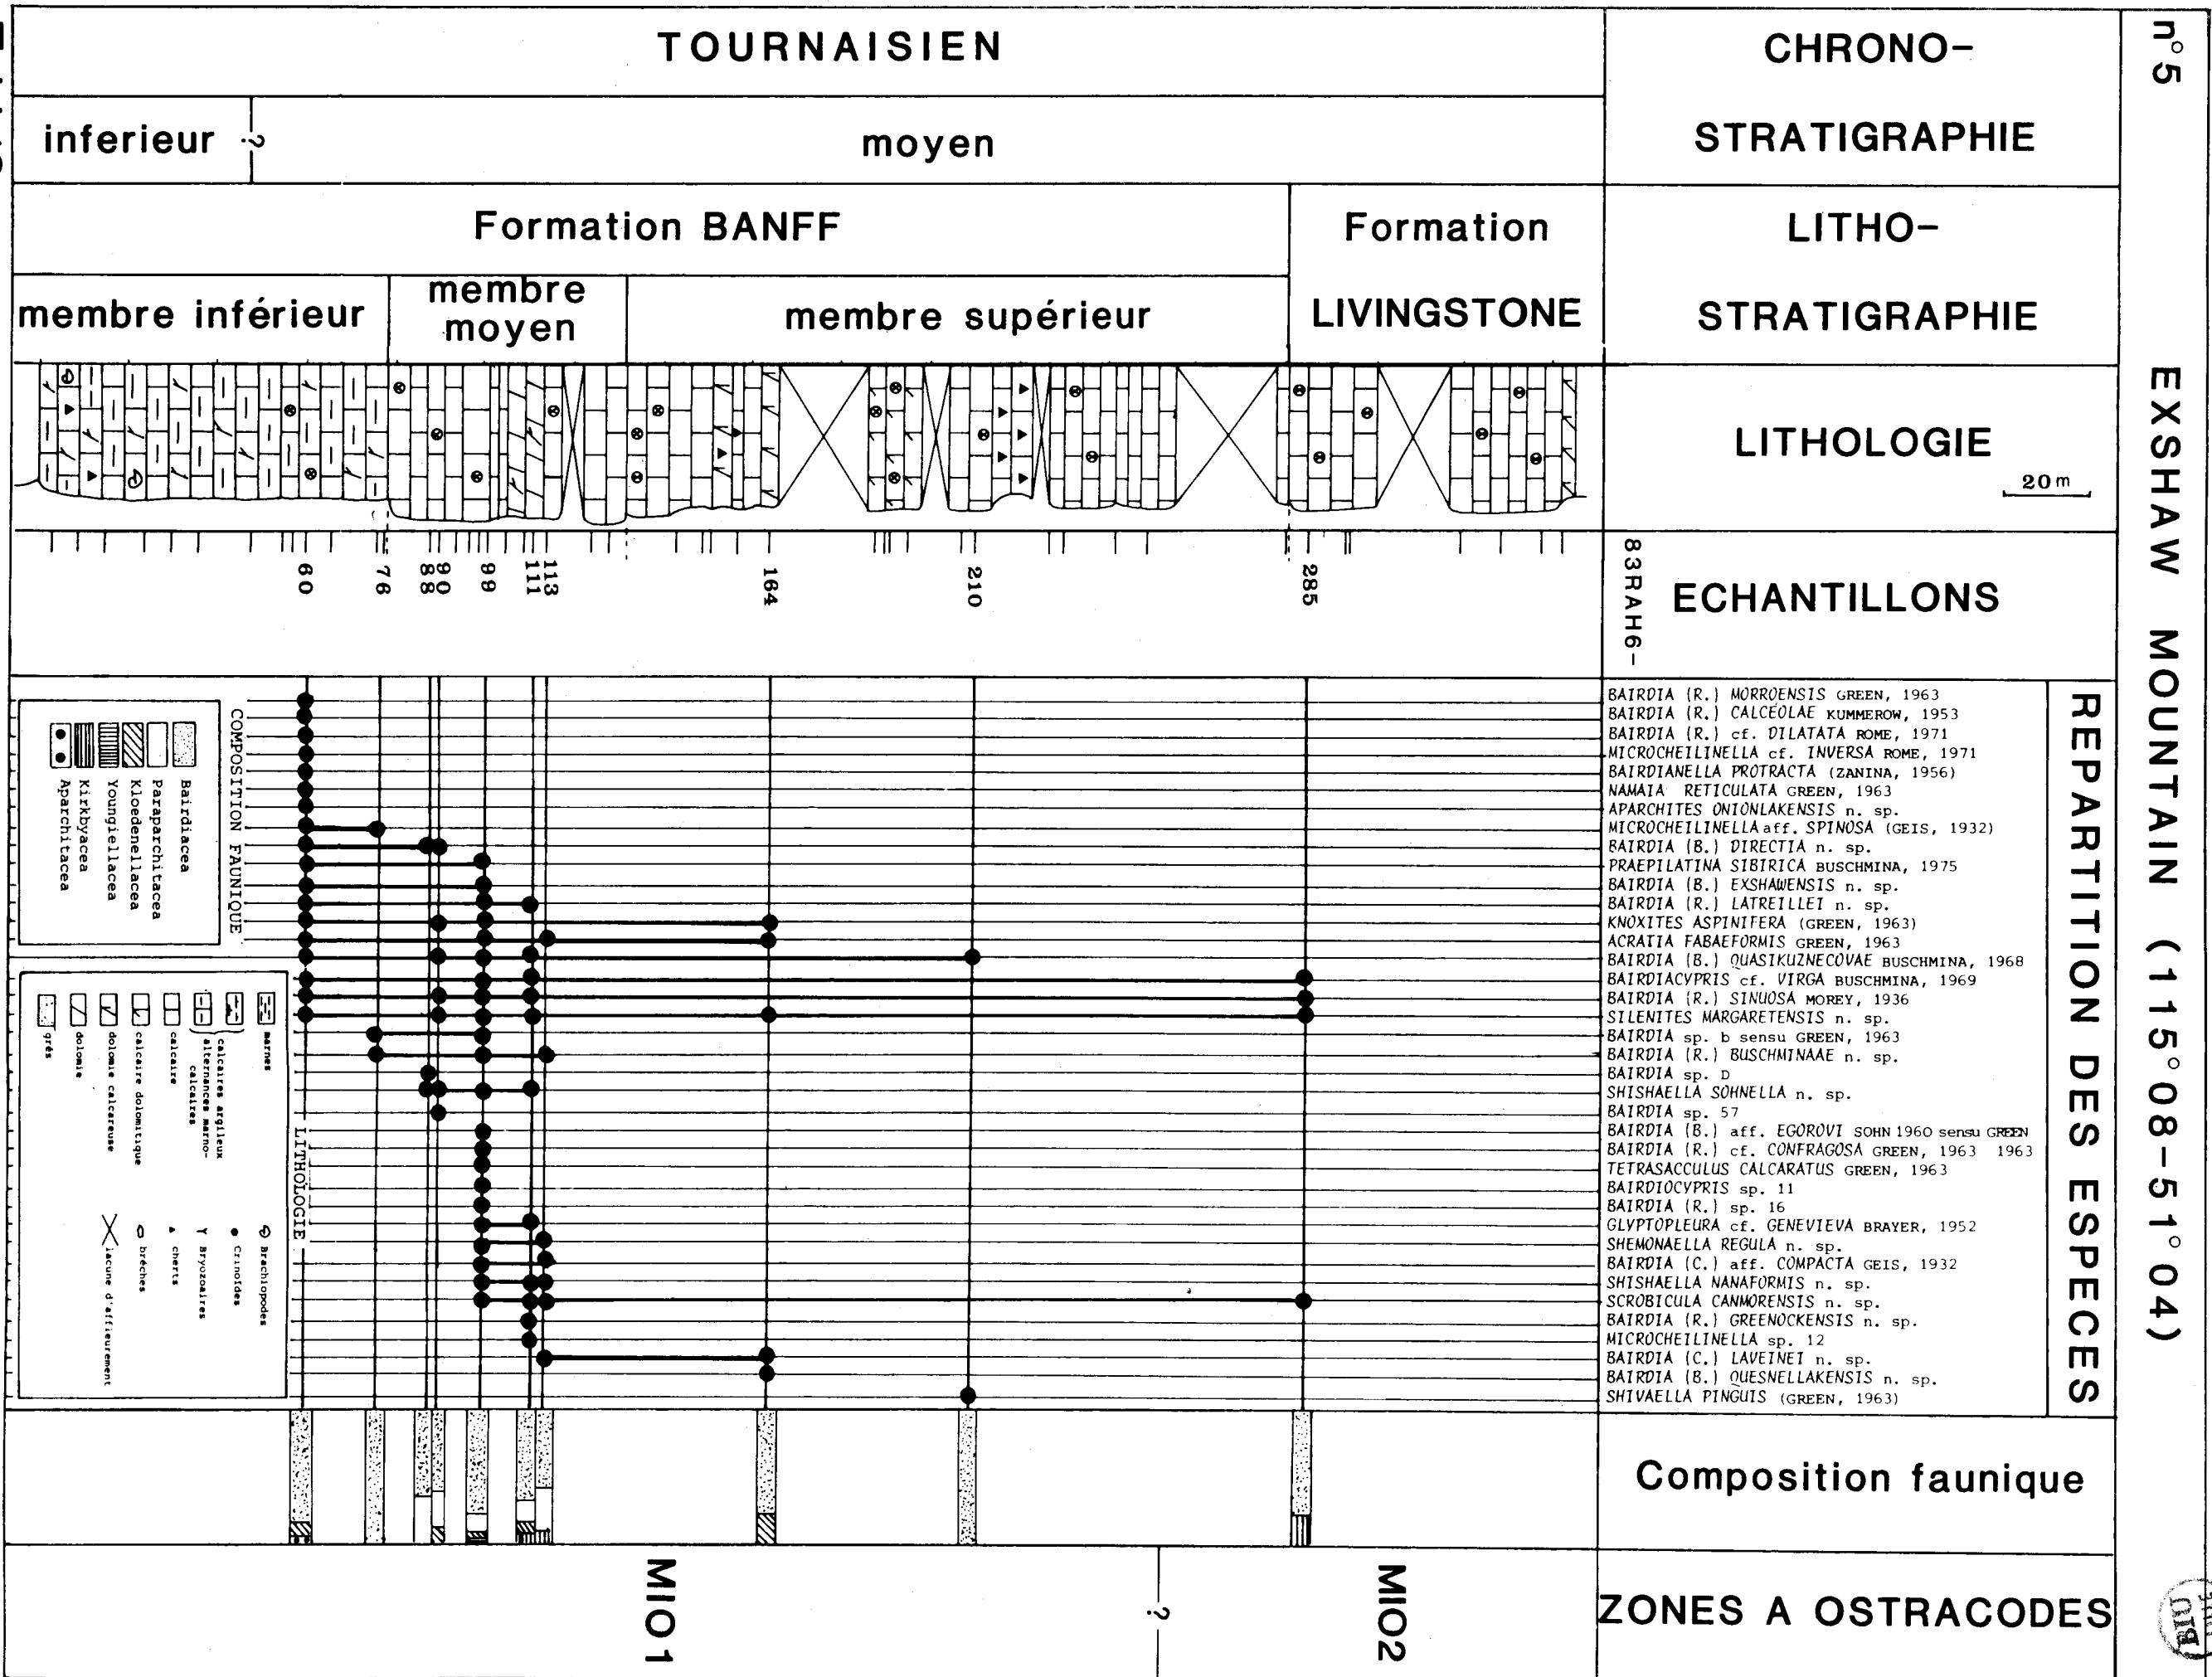 n°5 EXSHAW MOUNTAIN (115°08-51°04)
TOURNAISIEN
inferieur
?
moyen
CHRONO-
STRATIGRAPHIE
Formation BANFF
Formation
LIVINGSTONE
membre inférieur
membre
moyen
membre supérieur
LITHO-
STRATIGRAPHIE
LITHOLOGIE
20 m
60
76
88
90
99
111
113
164
210
285
83RAH6-
ECHANTILLONS
REPARTITION DES ESPECES
BAIRDIA (R.) MORROENSIS GREEN, 1963
BAIRDIA (R.) CALCEOLAE KUMMEROW, 1953
BAIRDIA (R.) cf. DILATATA ROME, 1971
MICROCHEILINELLA cf. INVERSA ROME, 1971
BAIRDIANELLA PROTRACTA (ZANINA, 1956)
NAMAIA RETICULATA GREEN, 1963
APARCHITES ONIONLAKENSIS n. sp.
MICROCHEILINELLA aff. SPINOSA (GEIS, 1932)
BAIRDIA (B.) DIRECTIA n. sp.
PRAEPILATINA SIBIRICA BUSCHMINA, 1975
BAIRDIA (B.) EXSHAWENSIS n. sp.
BAIRDIA (R.) LATREILLEI n. sp.
KNOXITES ASPINIFERA (GREEN, 1963)
ACRATIA FABAEFORMIS GREEN, 1963
BAIRDIA (B.) QUASIKUZNECOVAE BUSCHMINA, 1968
BAIRDIACYPRIS cf. VIRGA BUSCHMINA, 1969
BAIRDIA (R.) SINUOSA MOREY, 1936
SILENITES MARGARETENSIS n. sp.
BAIRDIA sp. b sensu GREEN, 1963
BAIRDIA (R.) BUSCHMINAAE n. sp.
BAIRDIA sp. D
SHISHAELLA SOHNELLA n. sp.
BAIRDIA sp. 57
BAIRDIA (B.) aff. EGOROVI SOHN 1960 sensu GREEN
BAIRDIA (R.) cf. CONFRAGOSA GREEN, 1963 1963
TETRASACCULUS CALCARATUS GREEN, 1963
BAIRDIOCYPRIS sp. 11
BAIRDIA (R.) sp. 16
GLYPTOPLEURA cf. GENEVIEVA BRAYER, 1952
SHEMONAELLA REGULA n. sp.
BAIRDIA (C.) aff. COMPACTA GEIS, 1932
SHISHAELLA NANAFORMIS n. sp.
SCROBICULA CANMORENSIS n. sp.
BAIRDIA (R.) GREENOCKENSIS n. sp.
MICROCHEILINELLA sp. 12
BAIRDIA (C.) LAVEINEI n. sp.
BAIRDIA (B.) QUESNELLAKENSIS n. sp.
SHIVAELLA PINGUIS (GREEN, 1963)
COMPOSITION FAUNIQUE
Bairdiacea
Paraparchitacea
Kloedenellacea
Youngiellacea
Kirkbyacea
Aparchitacea
LITHOLOGIE
marnes
calcaires argileux
alternances marno-
calcaires
calcaire
calcaire dolomitique
dolomie calcareuse
dolomie
grès
Brachiopodes
Crinoïdes
Bryozoaires
cherts
brèches
lacune d'affleurement
Composition faunique
MIO1
?
MIO2
ZONES A OSTRACODES
BIU